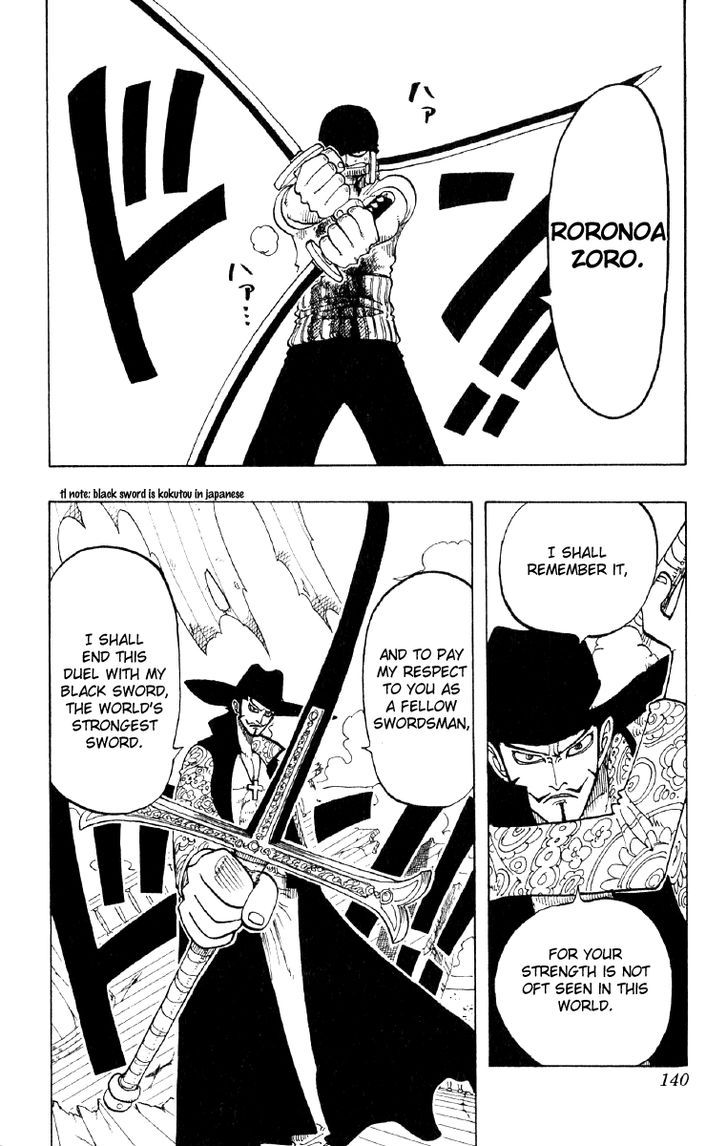 ハァ
RORONOA
ZORO.
ハァ…
ドドン
tl note: black sword is kokutou in japanese
I SHALL
REMEMBER IT,
FOR YOUR
STRENGTH IS NOT
OFT SEEN IN THIS
WORLD.
AND TO PAY
MY RESPECT
TO YOU AS
A FELLOW
SWORDSMAN,
I SHALL
END THIS
DUEL WITH MY
BLACK SWORD,
THE WORLD'S
STRONGEST
SWORD.
140